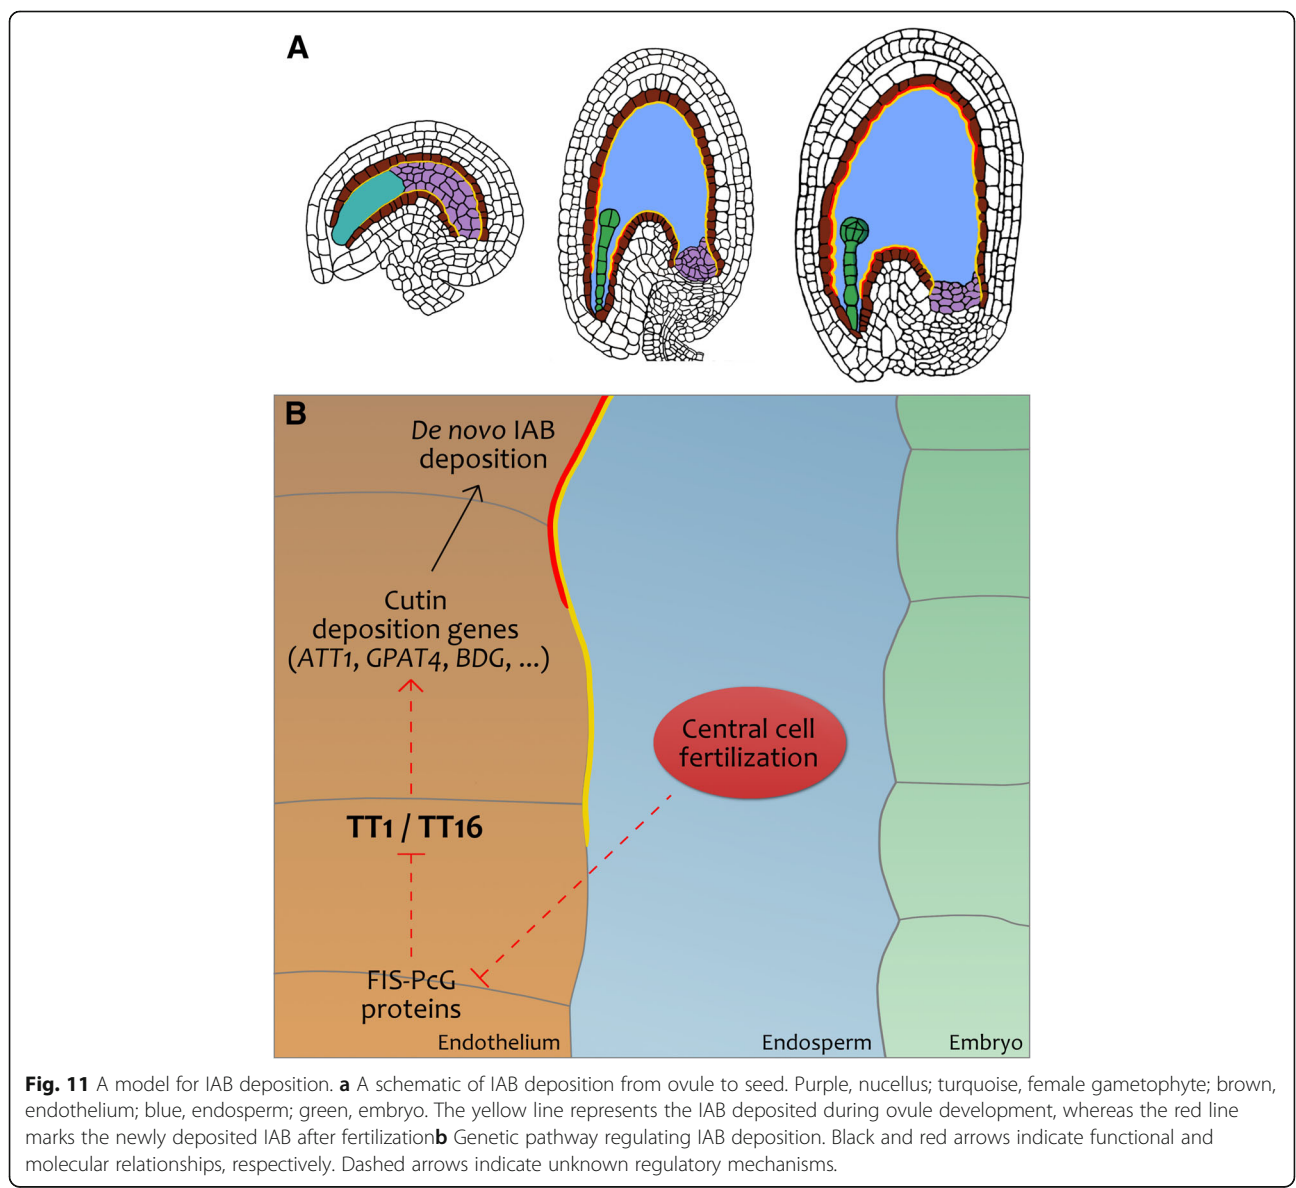 A
B
De novo IAB
deposition
Cutin
deposition genes
(ATT1, GPAT4, BDG, ...)
Central cell
fertilization
TT1 / TT16
FIS-PcG
proteins
Endothelium
Endosperm
Embryo
Fig. 11 A model for IAB deposition. a A schematic of IAB deposition from ovule to seed. Purple, nucellus; turquoise, female gametophyte; brown,
endothelium; blue, endosperm; green, embryo. The yellow line represents the IAB deposited during ovule development, whereas the red line
marks the newly deposited IAB after fertilizationb Genetic pathway regulating IAB deposition. Black and red arrows indicate functional and
molecular relationships, respectively. Dashed arrows indicate unknown regulatory mechanisms.